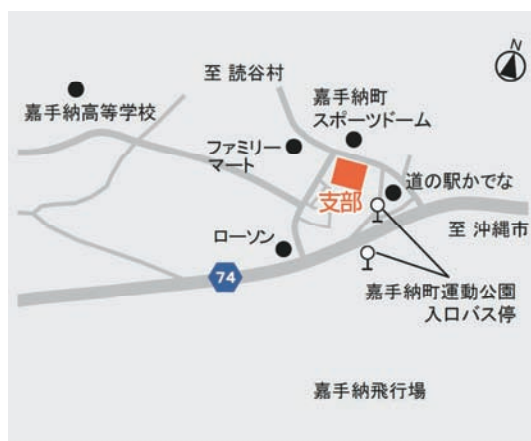 N
至 読谷村
嘉手納高等学校
嘉手納町
スポーツドーム
ファミリー
マート
支部
道の駅かでな
至 沖縄市
ローソン
74
嘉手納町運動公園
入口バス停
嘉手納飛行場